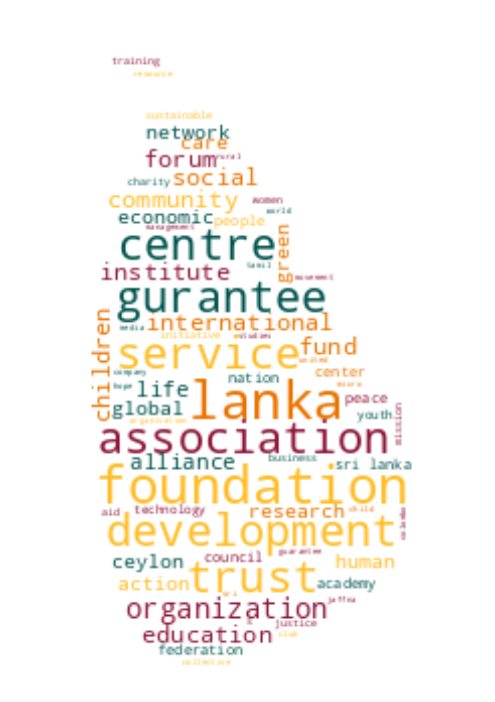 training
resource
sustainable
network
care
forum rural
charity social
community women
world
economic people
management
centre green
tamil
institute movement
gurantee
children
media international
initiative studies
service fund
united
company center
nation
hope life micro
lanka peace
global youth
organisation mission
association
business
alliance sri lanka
foundation
aid technology research child
development colombo
guarantee
ceylon council human
action trust academy
sri
organization jaffna
justice
education club
federation
collective